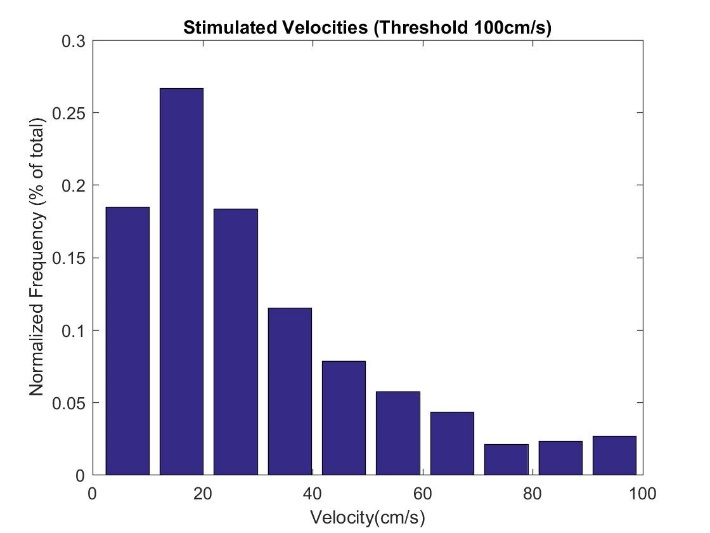 Stimulated Velocities (Threshold 100cm/s)
Normalized Frequency (% of total)
0.3
0.25
0.2
0.15
0.1
0.05
0
0 20 40 60 80 100
Velocity(cm/s)